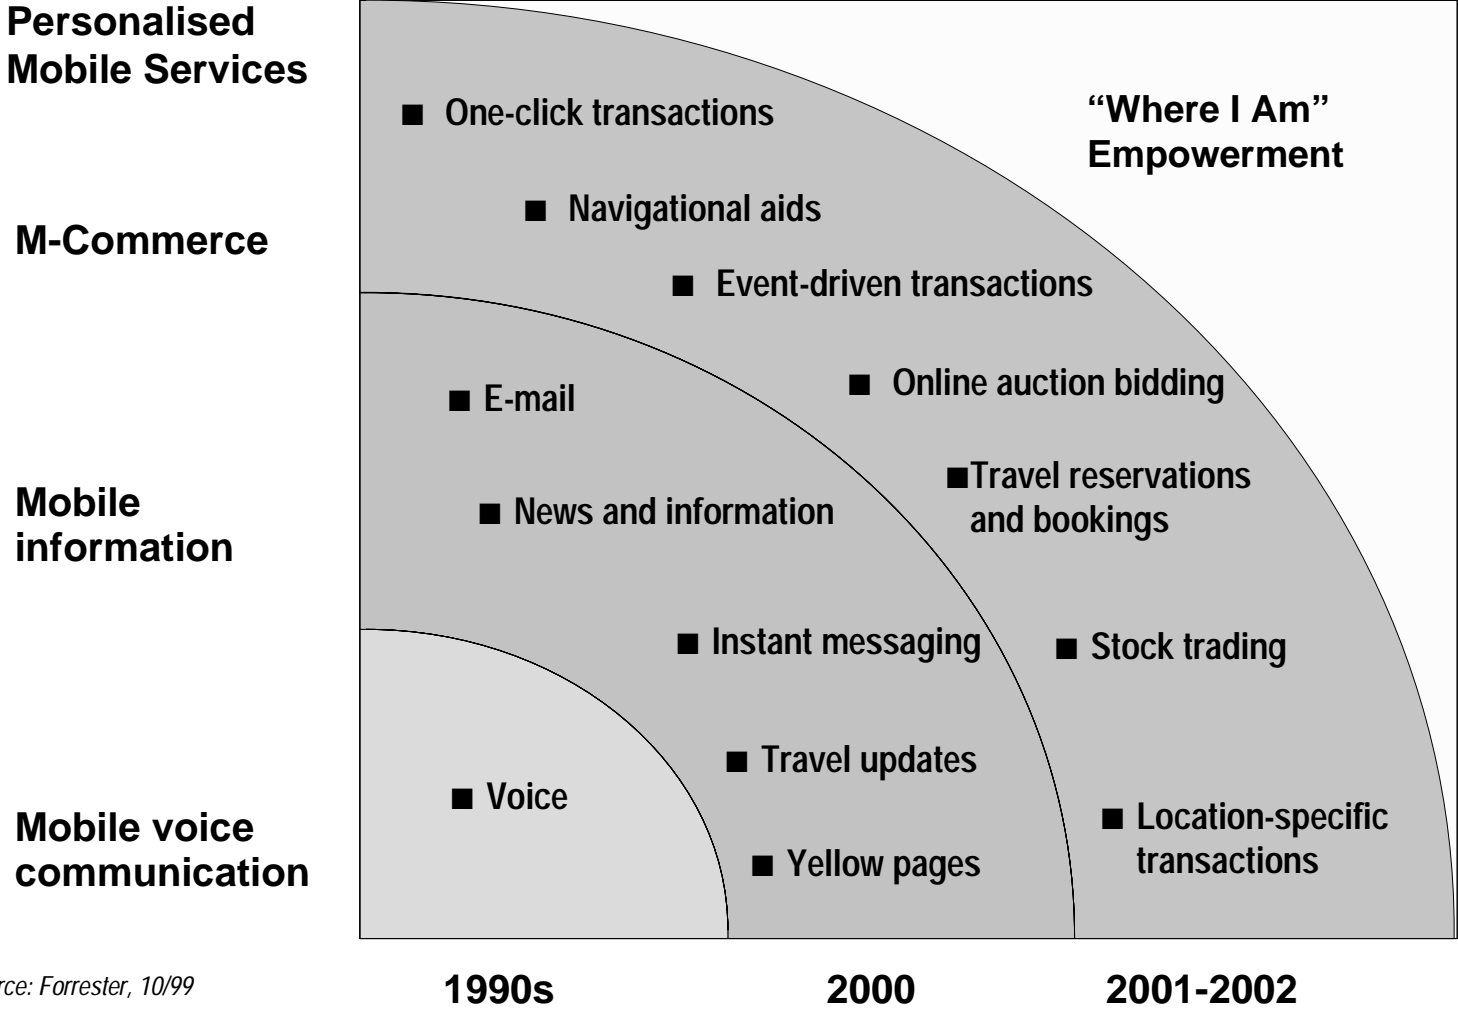 Personalised
Mobile Services
■ One-click transactions
“Where I Am”
Empowerment
■ Navigational aids
M-Commerce
■ Event-driven transactions
■ Online auction bidding
■ E-mail
■Travel reservations
and bookings
Mobile
information
■ News and information
■ Instant messaging
■ Stock trading
■ Travel updates
■ Voice
Mobile voice
communication
■ Location-specific
transactions
■ Yellow pages
rce: Forrester, 10/99
1990s
2000
2001-2002